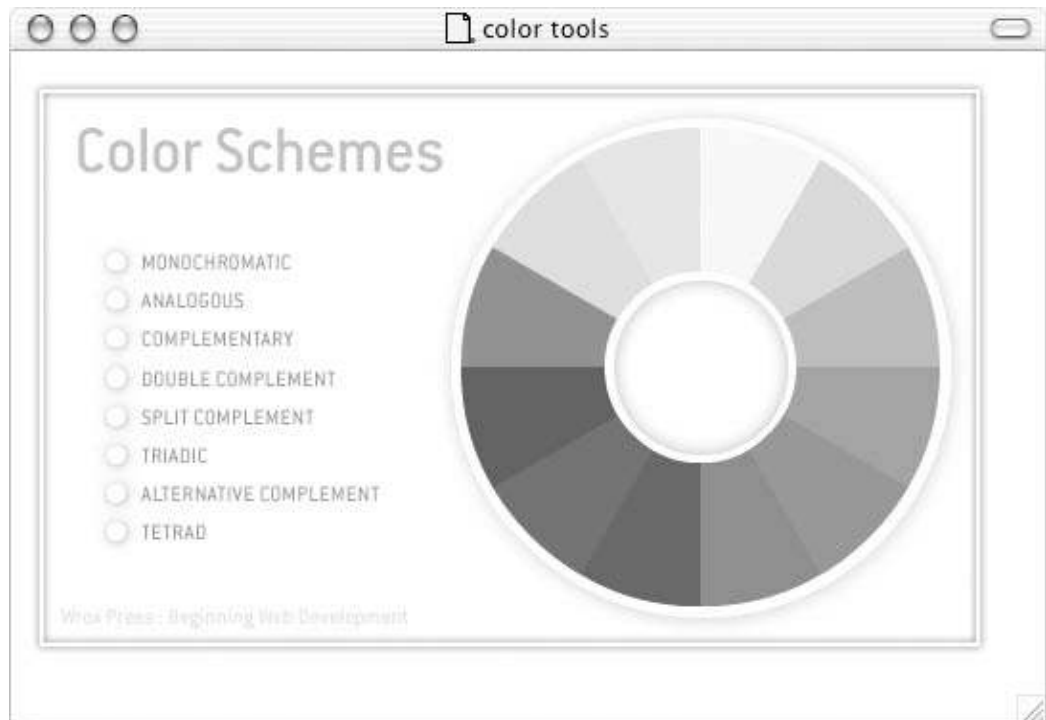 color tools
Color Schemes
MONOCHROMATIC
ANALOGOUS
COMPLEMENTARY
DOUBLE COMPLEMENT
SPLIT COMPLEMENT
TRIADIC
ALTERNATIVE COMPLEMENT
TETRAD
Wrox Press : Beginning Web Development